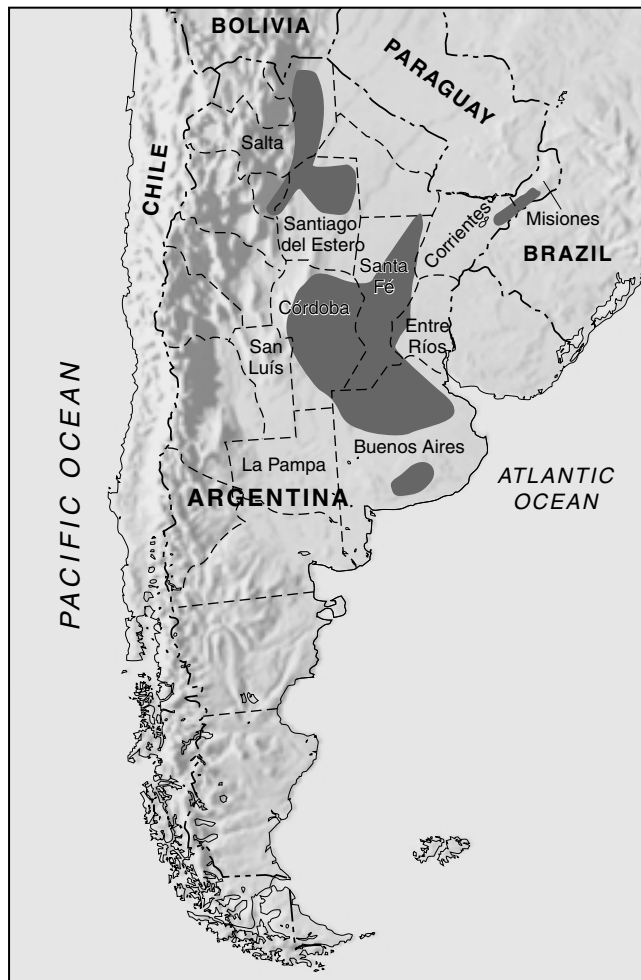 BOLIVIA
PARAGUAY
Salta
CHILE
Corrientes
Misiones
Santiago
del Estero
BRAZIL
Santa
Fé
Córdoba
Entre
Ríos
San
Luís
Buenos Aires
La Pampa
ARGENTINA
ATLANTIC
OCEAN
PACIFIC OCEAN